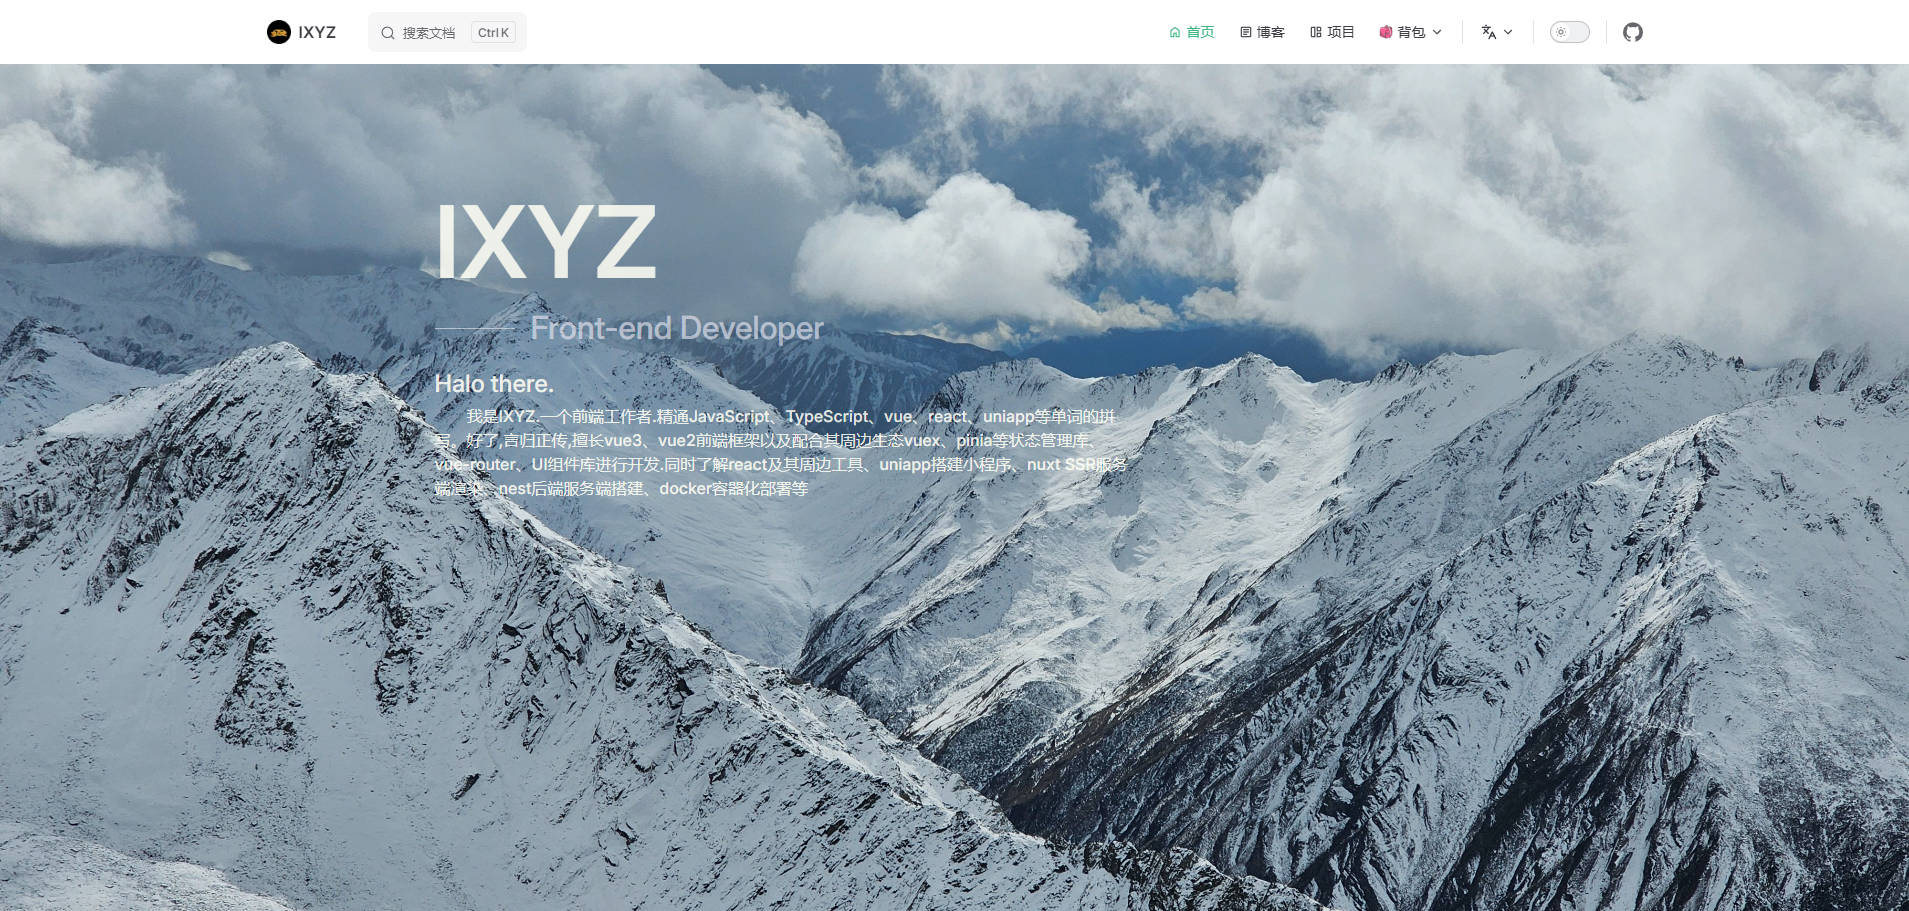 IXYZ
搜索文档
Ctrl K
首页
博客
项目
背包
IXYZ
Front-end Developer
Halo there.
我是IXYZ.一个前端工作者.精通JavaScript、TypeScript、vue、react、uniapp等单词的拼
写。好了,言归正传,擅长vue3、vue2前端框架以及配合其周边生态vuex、pinia等状态管理库、
vue-router、UI组件库进行开发.同时了解react及其周边工具、uniapp搭建小程序、nuxt SSR服务
端渲染、nest后端服务端搭建、docker容器化部署等